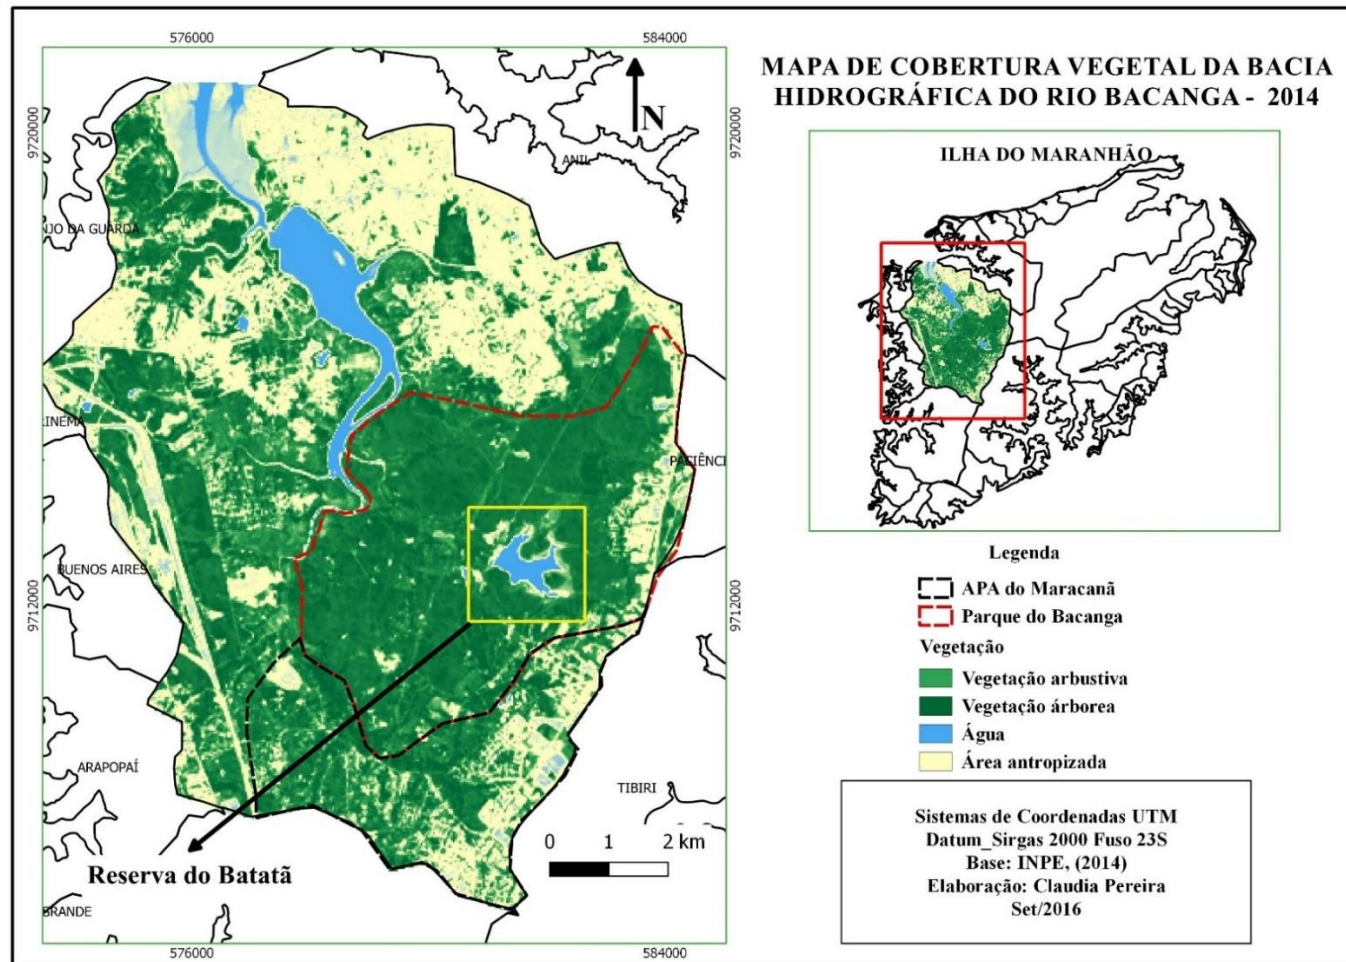 576000
584000
MAPA DE COBERTURA VEGETAL DA BACIA
HIDROGRÁFICA DO RIO BACANGA - 2014
N
9720000
9720000
ANIL
ILHA DO MARANHÃO
NJO DA GUARDA
RINEMA
PACIÊNCI
BUENOS AIRES
9712000
9712000
Legenda
APA do Maracanã
Parque do Bacanga
Vegetação
Vegetação arbustiva
Vegetação árborea
Água
Área antropizada
ARAPOPAÍ
TIBIRI
0 1 2 km
Reserva do Batatã
GRANDE
Sistemas de Coordenadas UTM
Datum_Sirgas 2000 Fuso 23S
Base: INPE, (2014)
Elaboração: Claudia Pereira
Set/2016
576000
584000